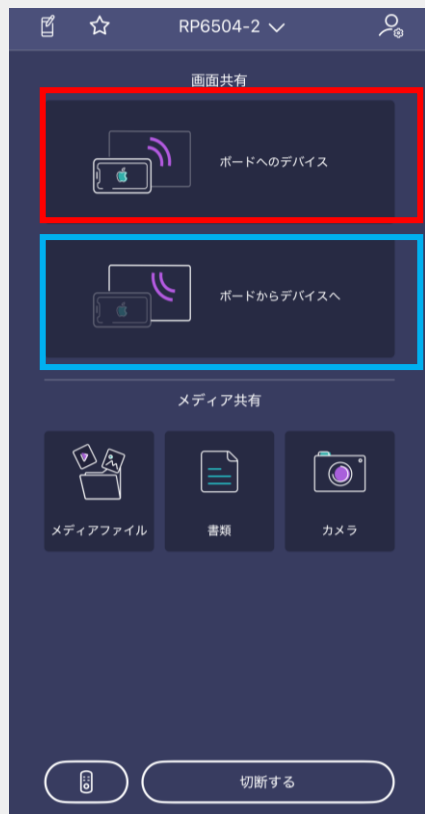 RP6504-2
画面共有
ボードへのデバイス
ボードからデバイスへ
メディア共有
メディアファイル
書類
カメラ
切断する